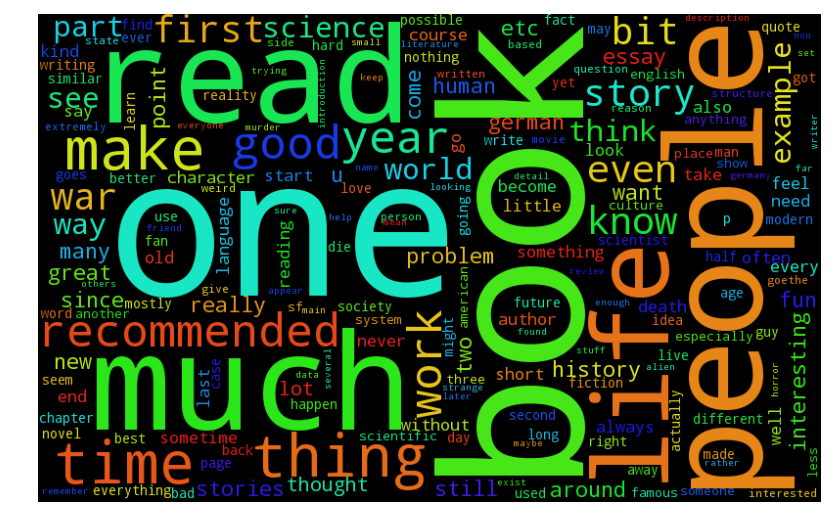 one
book
people
much
read
life
time
thing
make
recommended
good
year
first
science
part
see
war
way
work
know
story
think
even
bit
history
world
kind
writing
find
state
ever
similar
say
extremely
learn
point
everyone
side
hard
small
trying
reality
murder
introduction
possible
literature
course
nothing
come
keep
etc
fact
based
written
human
german
write
movie
go
essay
english
question
yet
reason
look
also
may
description
non
quote
set
got
example
structure
anything
writer
place
man
take
show
germany
far
goes
better
character
weird
start
u
love
name
looking
going
become
detail
little
want
culture
scientist
something
feel
need
modern
p
half
often
every
many
great
old
since
others
mostly
fan
use
friend
language
really
give
another
word
new
seem
end
chapter
novel
best
remember
everything
bad
sometime
stories
page
back
last
case
lot
data
happen
several
thought
reading
sure
help
person
mean
die
appear
sf
main
society
system
never
problem
might
american
two
three
strange
later
short
without
day
scientific
still
future
author
found
review
enough
stuff
fiction
idea
death
alien
live
especially
age
goethe
guy
fun
horror
well
interesting
actually
different
right
always
away
second
long
maybe
exist
used
around
famous
made
rather
someone
interested
less